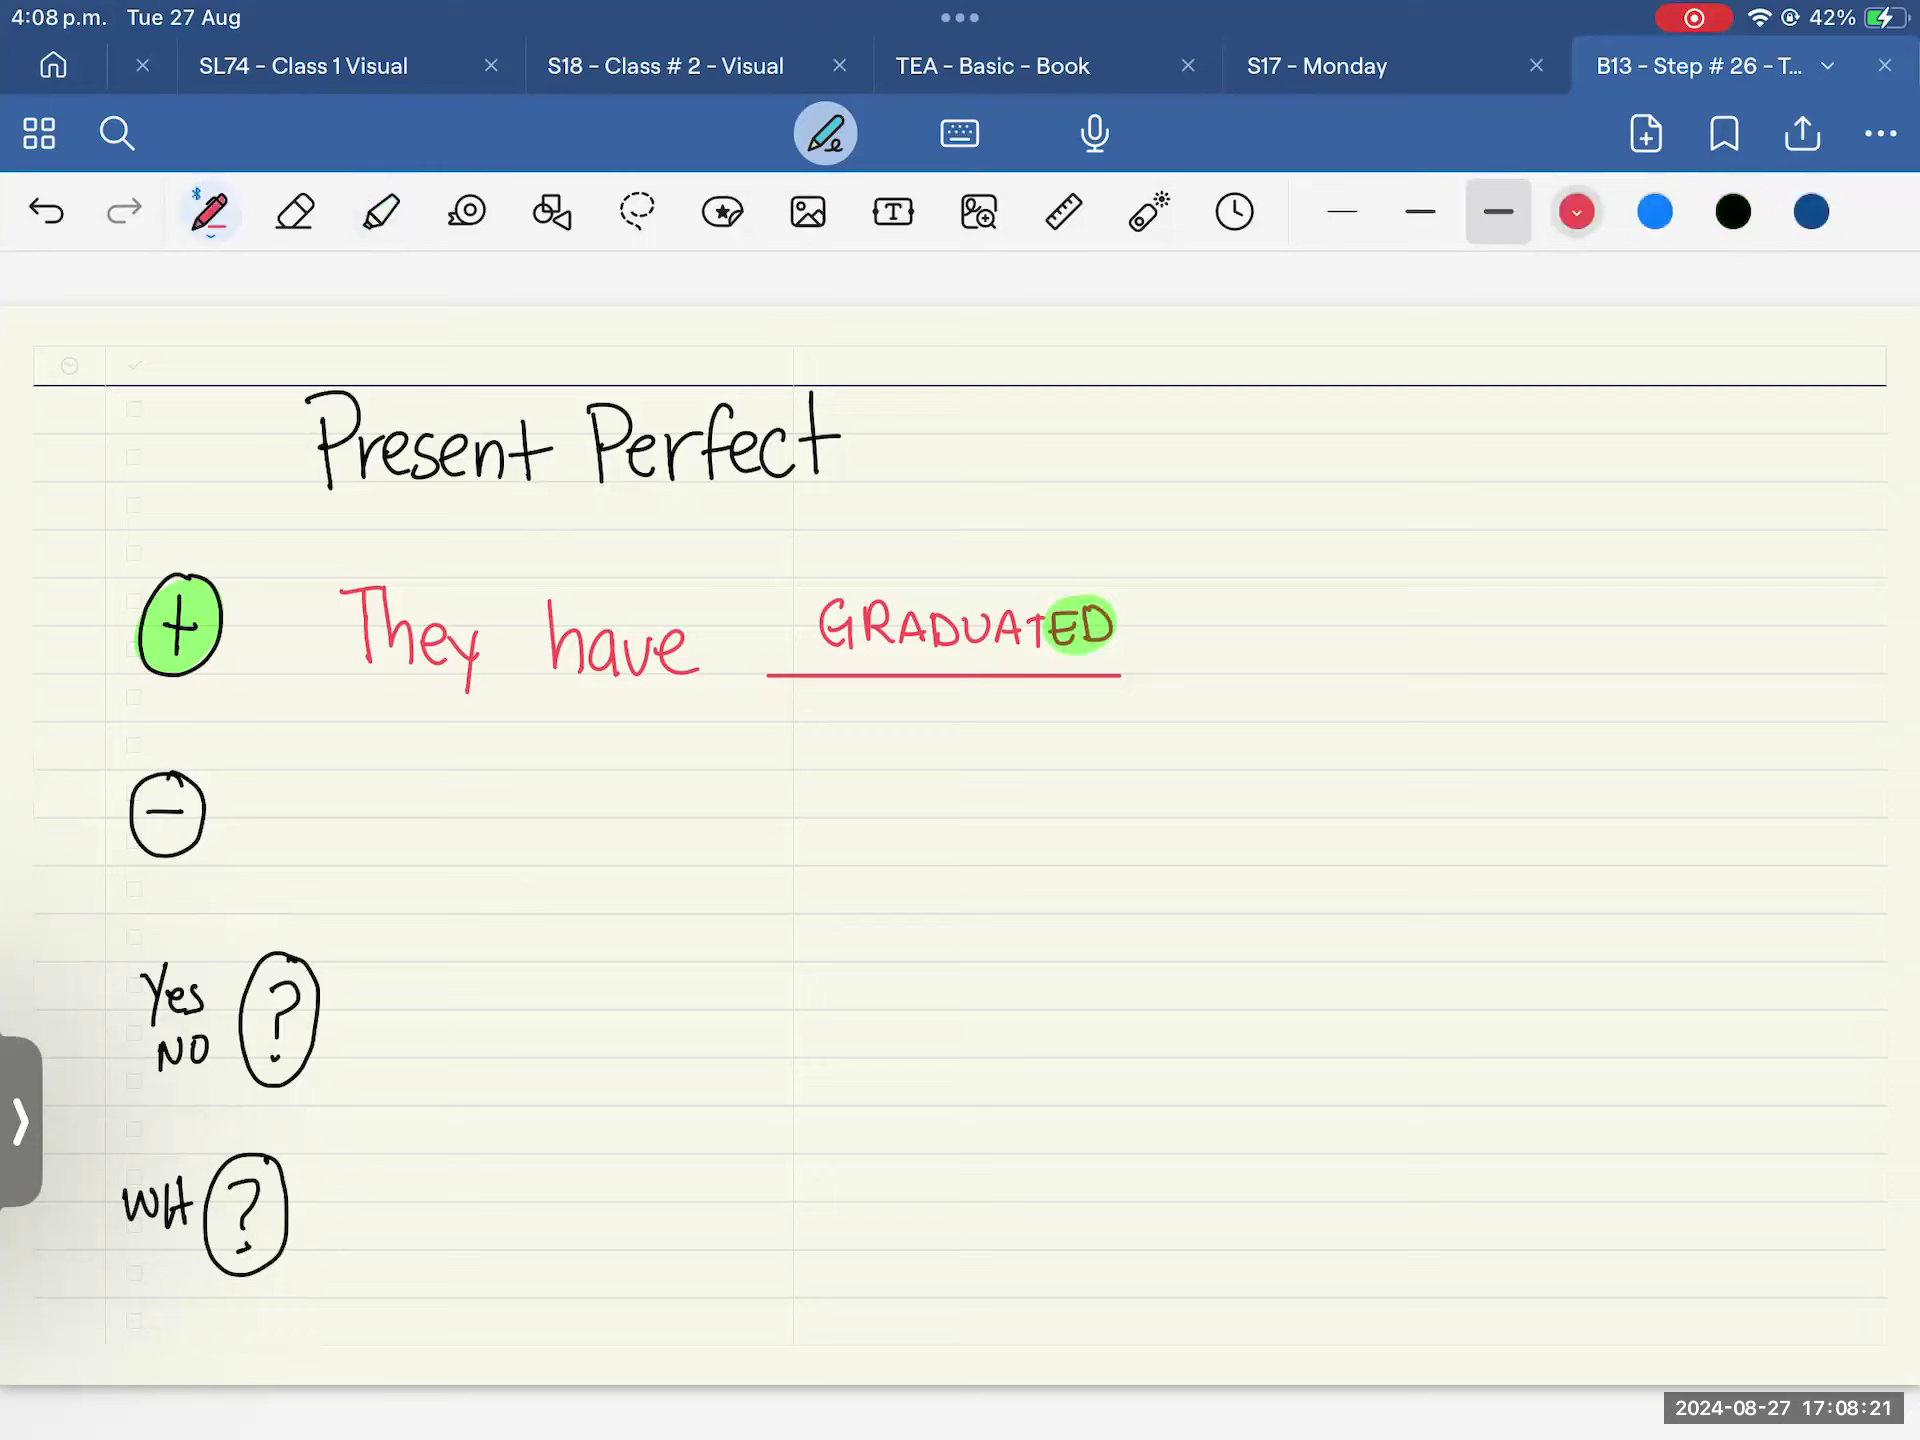 4:08 p.m. Tue 27 Aug
42%
SL74 - Class 1 Visual
S18 - Class # 2 - Visual
TEA - Basic - Book
S17 - Monday
B13 - Step # 26 - T...
Present Perfect
+ They have GRADUATED
-
Yes
NO ?
WH ?
2024-08-27 17:08:21